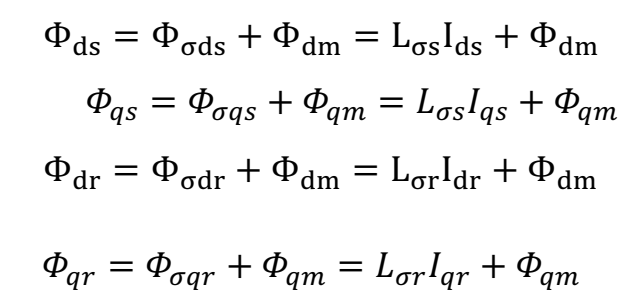 Φds = Φσds + Φdm = LσsIds + Φdm
Φqs = Φσqs + Φqm = LσsIqs + Φqm
Φdr = Φσdr + Φdm = LσrIdr + Φdm
Φqr = Φσqr + Φqm = LσrIqr + Φqm